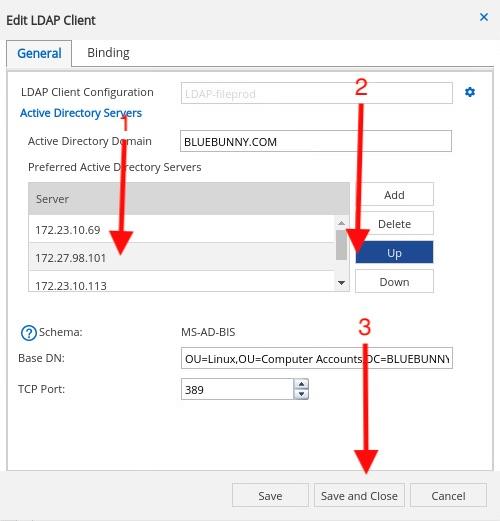 Edit LDAP Client
General Binding
LDAP Client Configuration LDAP-fileprod
2
Active Directory Servers
1
Active Directory Domain BLUEBUNNY.COM
Preferred Active Directory Servers
Server
Add
172.23.10.69
Delete
172.27.98.101
Up
172.23.10.113
Down
3
? Schema: MS-AD-BIS
Base DN: OU=Linux,OU=Computer Accounts,DC=BLUEBUNN
TCP Port: 389
Save Save and Close Cancel